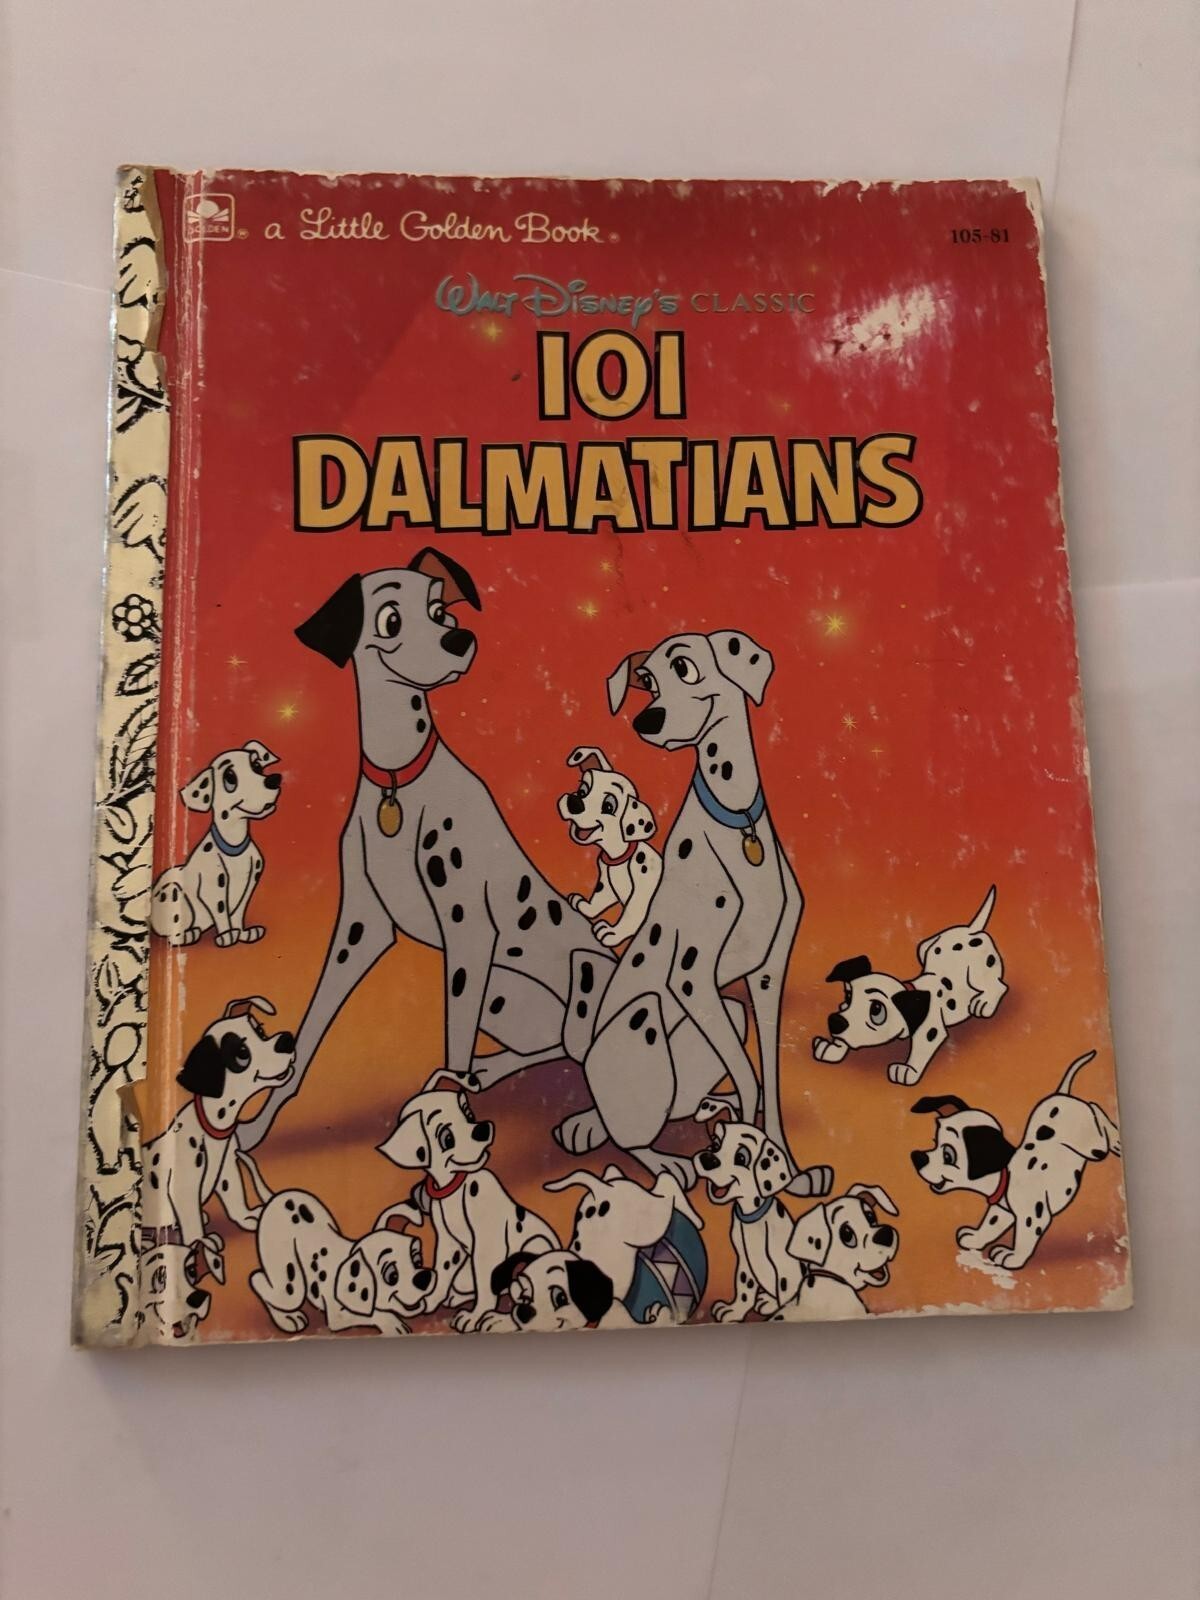 GOLDEN
a Little Golden Book
105-81
WALT DISNEY'S CLASSIC
101
DALMATIANS